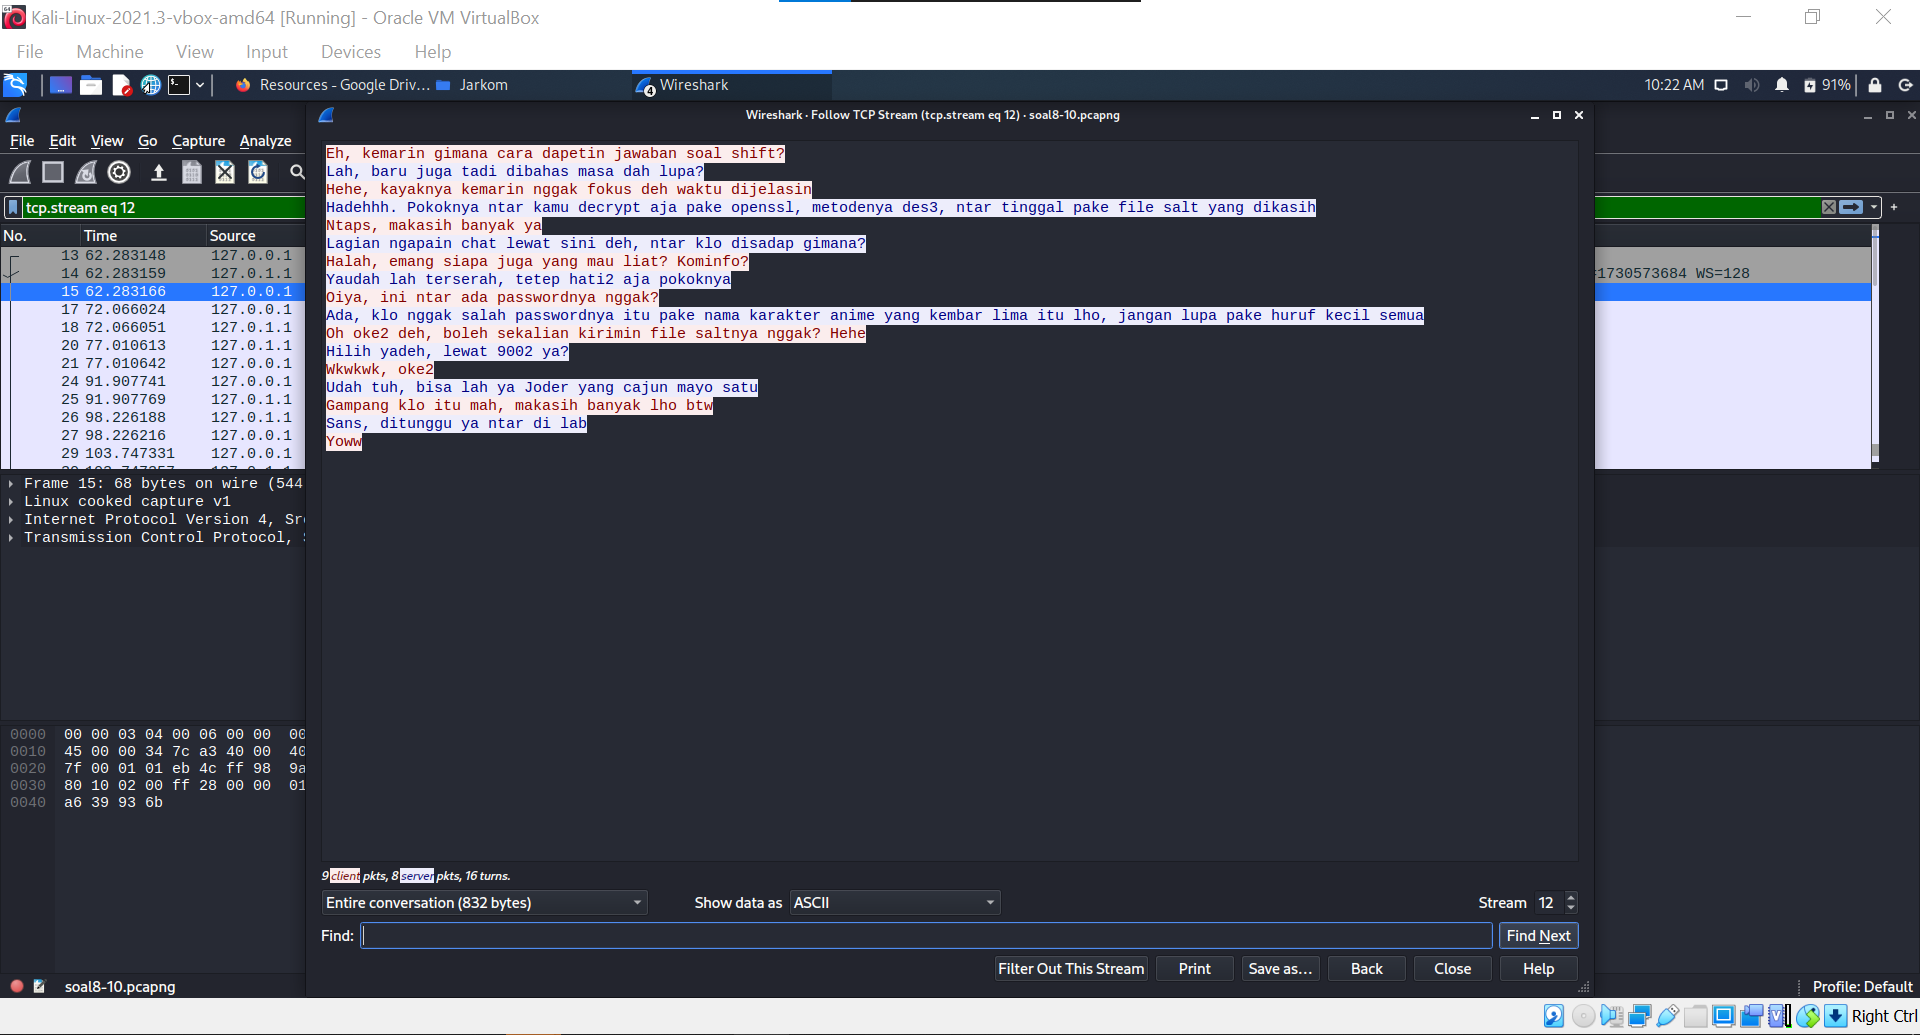 Kali-Linux-2021.3-vbox-amd64 [Running] - Oracle VM VirtualBox
File Machine View Input Devices Help
Resources - Google Driv... Jarkom Wireshark 10:22 AM 91%
Wireshark · Follow TCP Stream (tcp.stream eq 12) · soal8-10.pcapng
File Edit View Go Capture Analyze
tcp.stream eq 12
No. Time Source
13 62.283148 127.0.0.1
14 62.283159 127.0.1.1
15 62.283166 127.0.0.1
17 72.066024 127.0.0.1
18 72.066051 127.0.1.1
20 77.010613 127.0.1.1
21 77.010642 127.0.0.1
24 91.907741 127.0.0.1
25 91.907769 127.0.1.1
26 98.226188 127.0.1.1
27 98.226216 127.0.0.1
29 103.747331 127.0.0.1
1730573684 WS=128
Eh, kemarin gimana cara dapetin jawaban soal shift?
Lah, baru juga tadi dibahas masa dah lupa?
Hehe, kayaknya kemarin nggak fokus deh waktu dijelasin
Hadehhh. Pokoknya ntar kamu decrypt aja pake openssl, metodenya des3, ntar tinggal pake file salt yang dikasih
Ntaps, makasih banyak ya
Lagian ngapain chat lewat sini deh, ntar klo disadap gimana?
Halah, emang siapa juga yang mau liat? Kominfo?
Yaudah lah terserah, tetep hati2 aja pokoknya
Oiya, ini ntar ada passwordnya nggak?
Ada, klo nggak salah passwordnya itu pake nama karakter anime yang kembar lima itu lho, jangan lupa pake huruf kecil semua
Oh oke2 deh, boleh sekalian kirimin file saltnya nggak? Hehe
Hilih yadeh, lewat 9002 ya?
Wkwkwk, oke2
Udah tuh, bisa lah ya Joder yang cajun mayo satu
Gampang klo itu mah, makasih banyak lho btw
Sans, ditunggu ya ntar di lab
Yoww
Frame 15: 68 bytes on wire (544
Linux cooked capture v1
Internet Protocol Version 4, Sr
Transmission Control Protocol,
0000 00 00 03 04 00 06 00 00 00
0010 45 00 00 34 7c a3 40 00 40
0020 7f 00 01 01 eb 4c ff 98 9a
0030 80 10 02 00 ff 28 00 00 01
0040 a6 39 93 6b
9 client pkts, 8 server pkts, 16 turns.
Entire conversation (832 bytes) Show data as ASCII Stream 12
Find: Find Next
Filter Out This Stream Print Save as... Back Close Help
soal8-10.pcapng Profile: Default
Right Ctrl